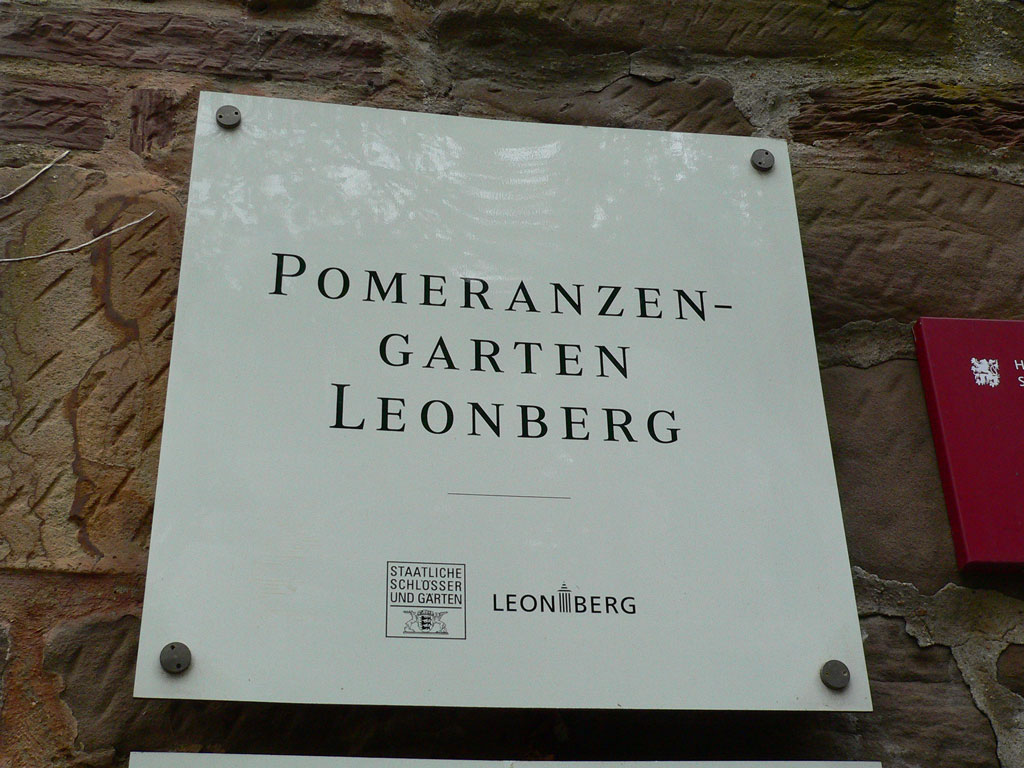 POMERANZEN-
GARTEN
LEONBERG
STAATLICHE
SCHLÖSSER
UND GÄRTEN
LEONBERG
H
S